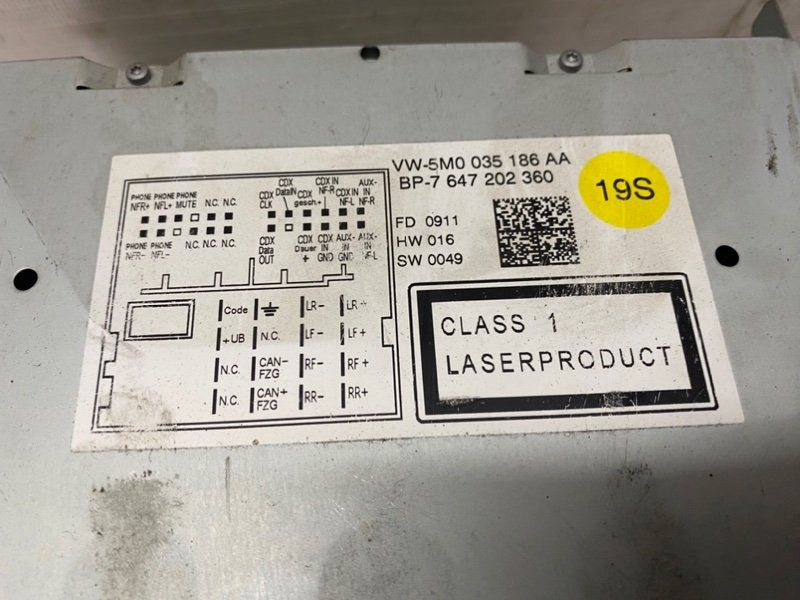 VW-5M0 035 186 AA
BP-7 647 202 360
19S
FD 0911
HW 016
SW 0049
CLASS 1
LASERPRODUCT
PHONE PHONE PHONE
NFR+ NFL+ MUTE N.C. N.C.
PHONE PHONE
NFR- NFL- N.C. N.C. N.C.
CDX CLK
CDX DataIN
CDX gesch.+
CDX IN NF-R
CDX IN NF-L
AUX-IN NF-R
CDX Data OUT
CDX Dauer +
CDX IN GND
AUX-IN GND
AUX-IN NF-L
Code LR- LR+
+UB N.C. LF- LF+
N.C. CAN-FZG RF- RF+
N.C. CAN+FZG RR- RR+